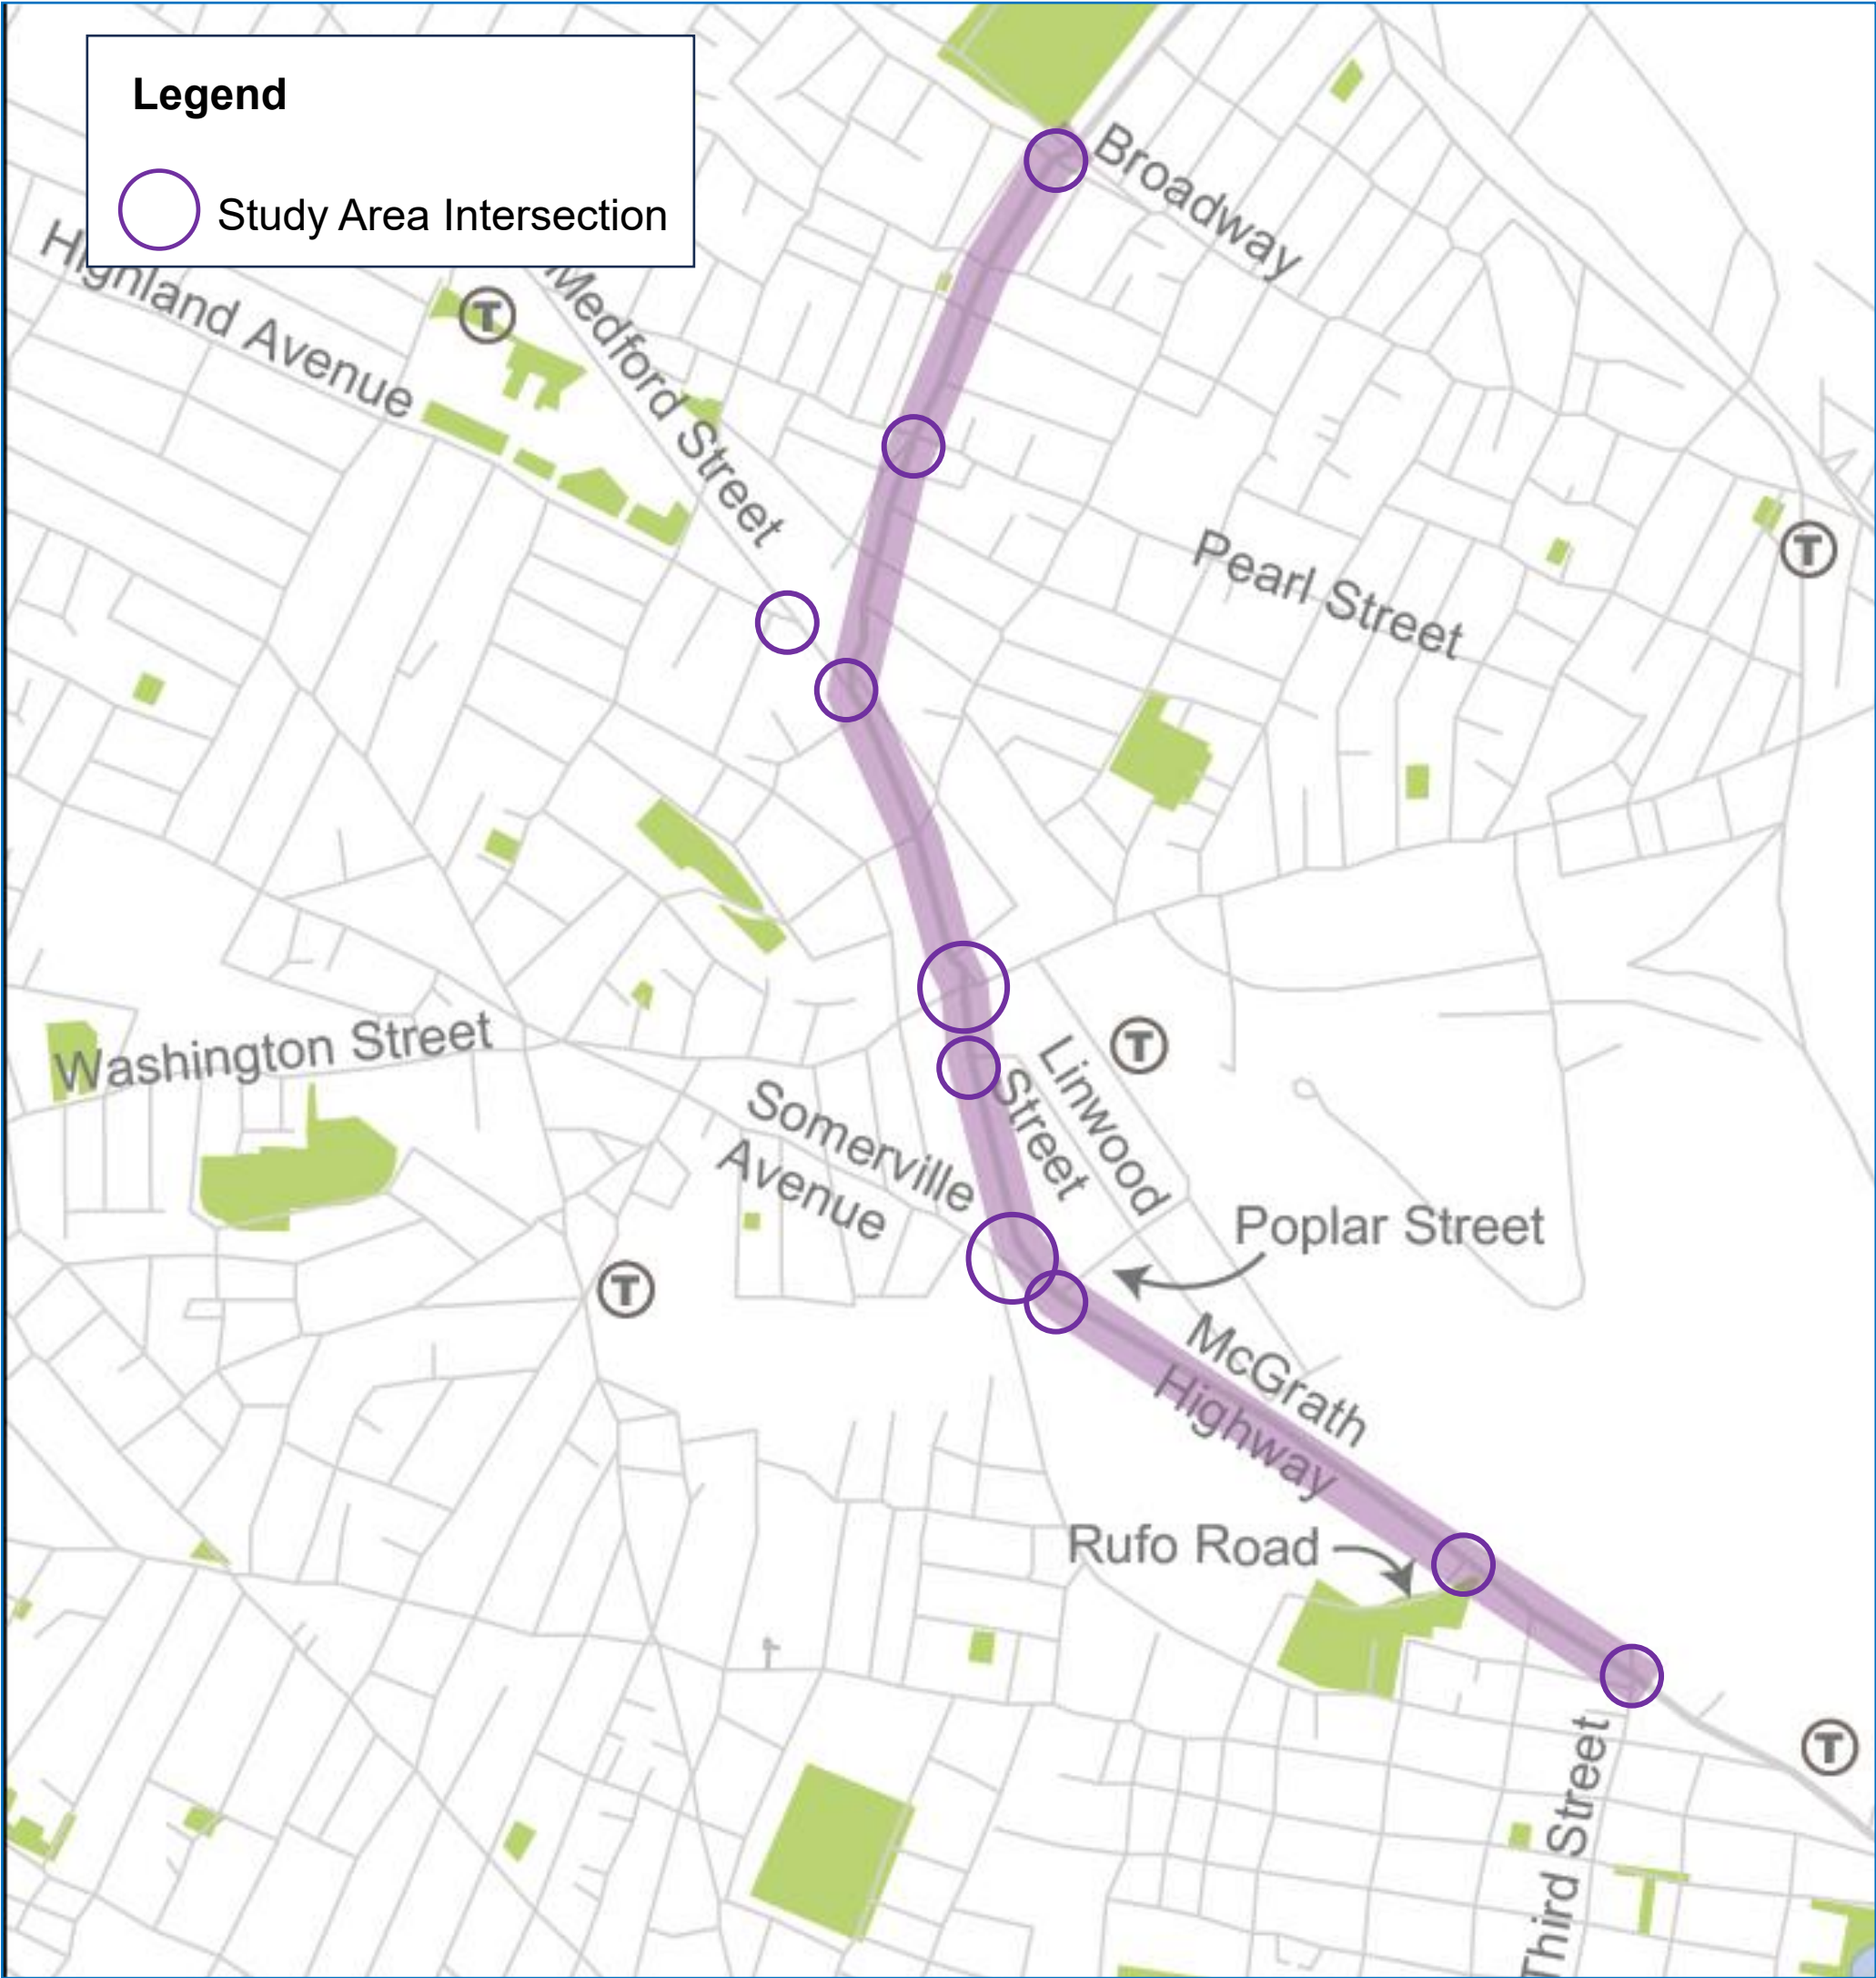 Legend
Study Area Intersection
Broadway
Highland Avenue
Medford Street
T
Pearl Street
T
Washington Street
T
Linwood
Street
Somerville
Avenue
Poplar Street
T
McGrath
Highway
Rufo Road
Third Street
T